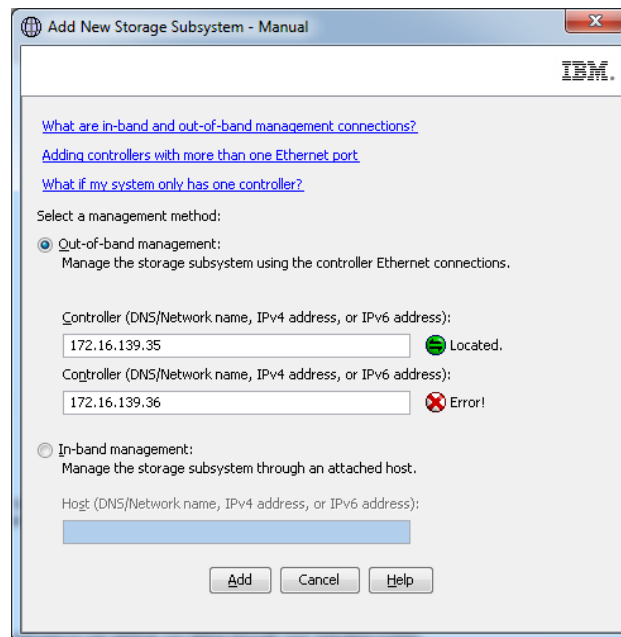 Add New Storage Subsystem - Manual
IBM.
What are in-band and out-of-band management connections?
Adding controllers with more than one Ethernet port
What if my system only has one controller?
Select a management method:
Out-of-band management:
Manage the storage subsystem using the controller Ethernet connections.
Controller (DNS/Network name, IPv4 address, or IPv6 address):
172.16.139.35 Located.
Controller (DNS/Network name, IPv4 address, or IPv6 address):
172.16.139.36 Error!
In-band management:
Manage the storage subsystem through an attached host.
Host (DNS/Network name, IPv4 address, or IPv6 address):
Add Cancel Help